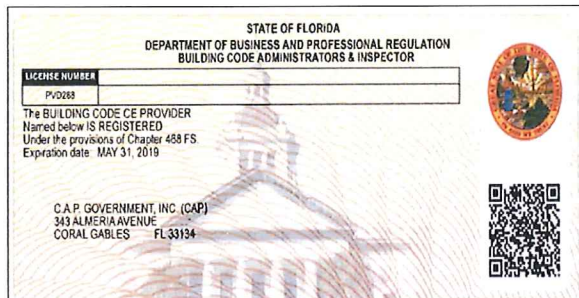 STATE OF FLORIDA
DEPARTMENT OF BUSINESS AND PROFESSIONAL REGULATION
BUILDING CODE ADMINISTRATORS & INSPECTOR
LICENSE NUMBER
PVD268
The BUILDING CODE CE PROVIDER
Named below IS REGISTERED
Under the provisions of Chapter 468 FS.
Expiration date: MAY 31, 2019
C.A.P. GOVERNMENT, INC. (CAP)
343 ALMERIA AVENUE
CORAL GABLES FL 33134